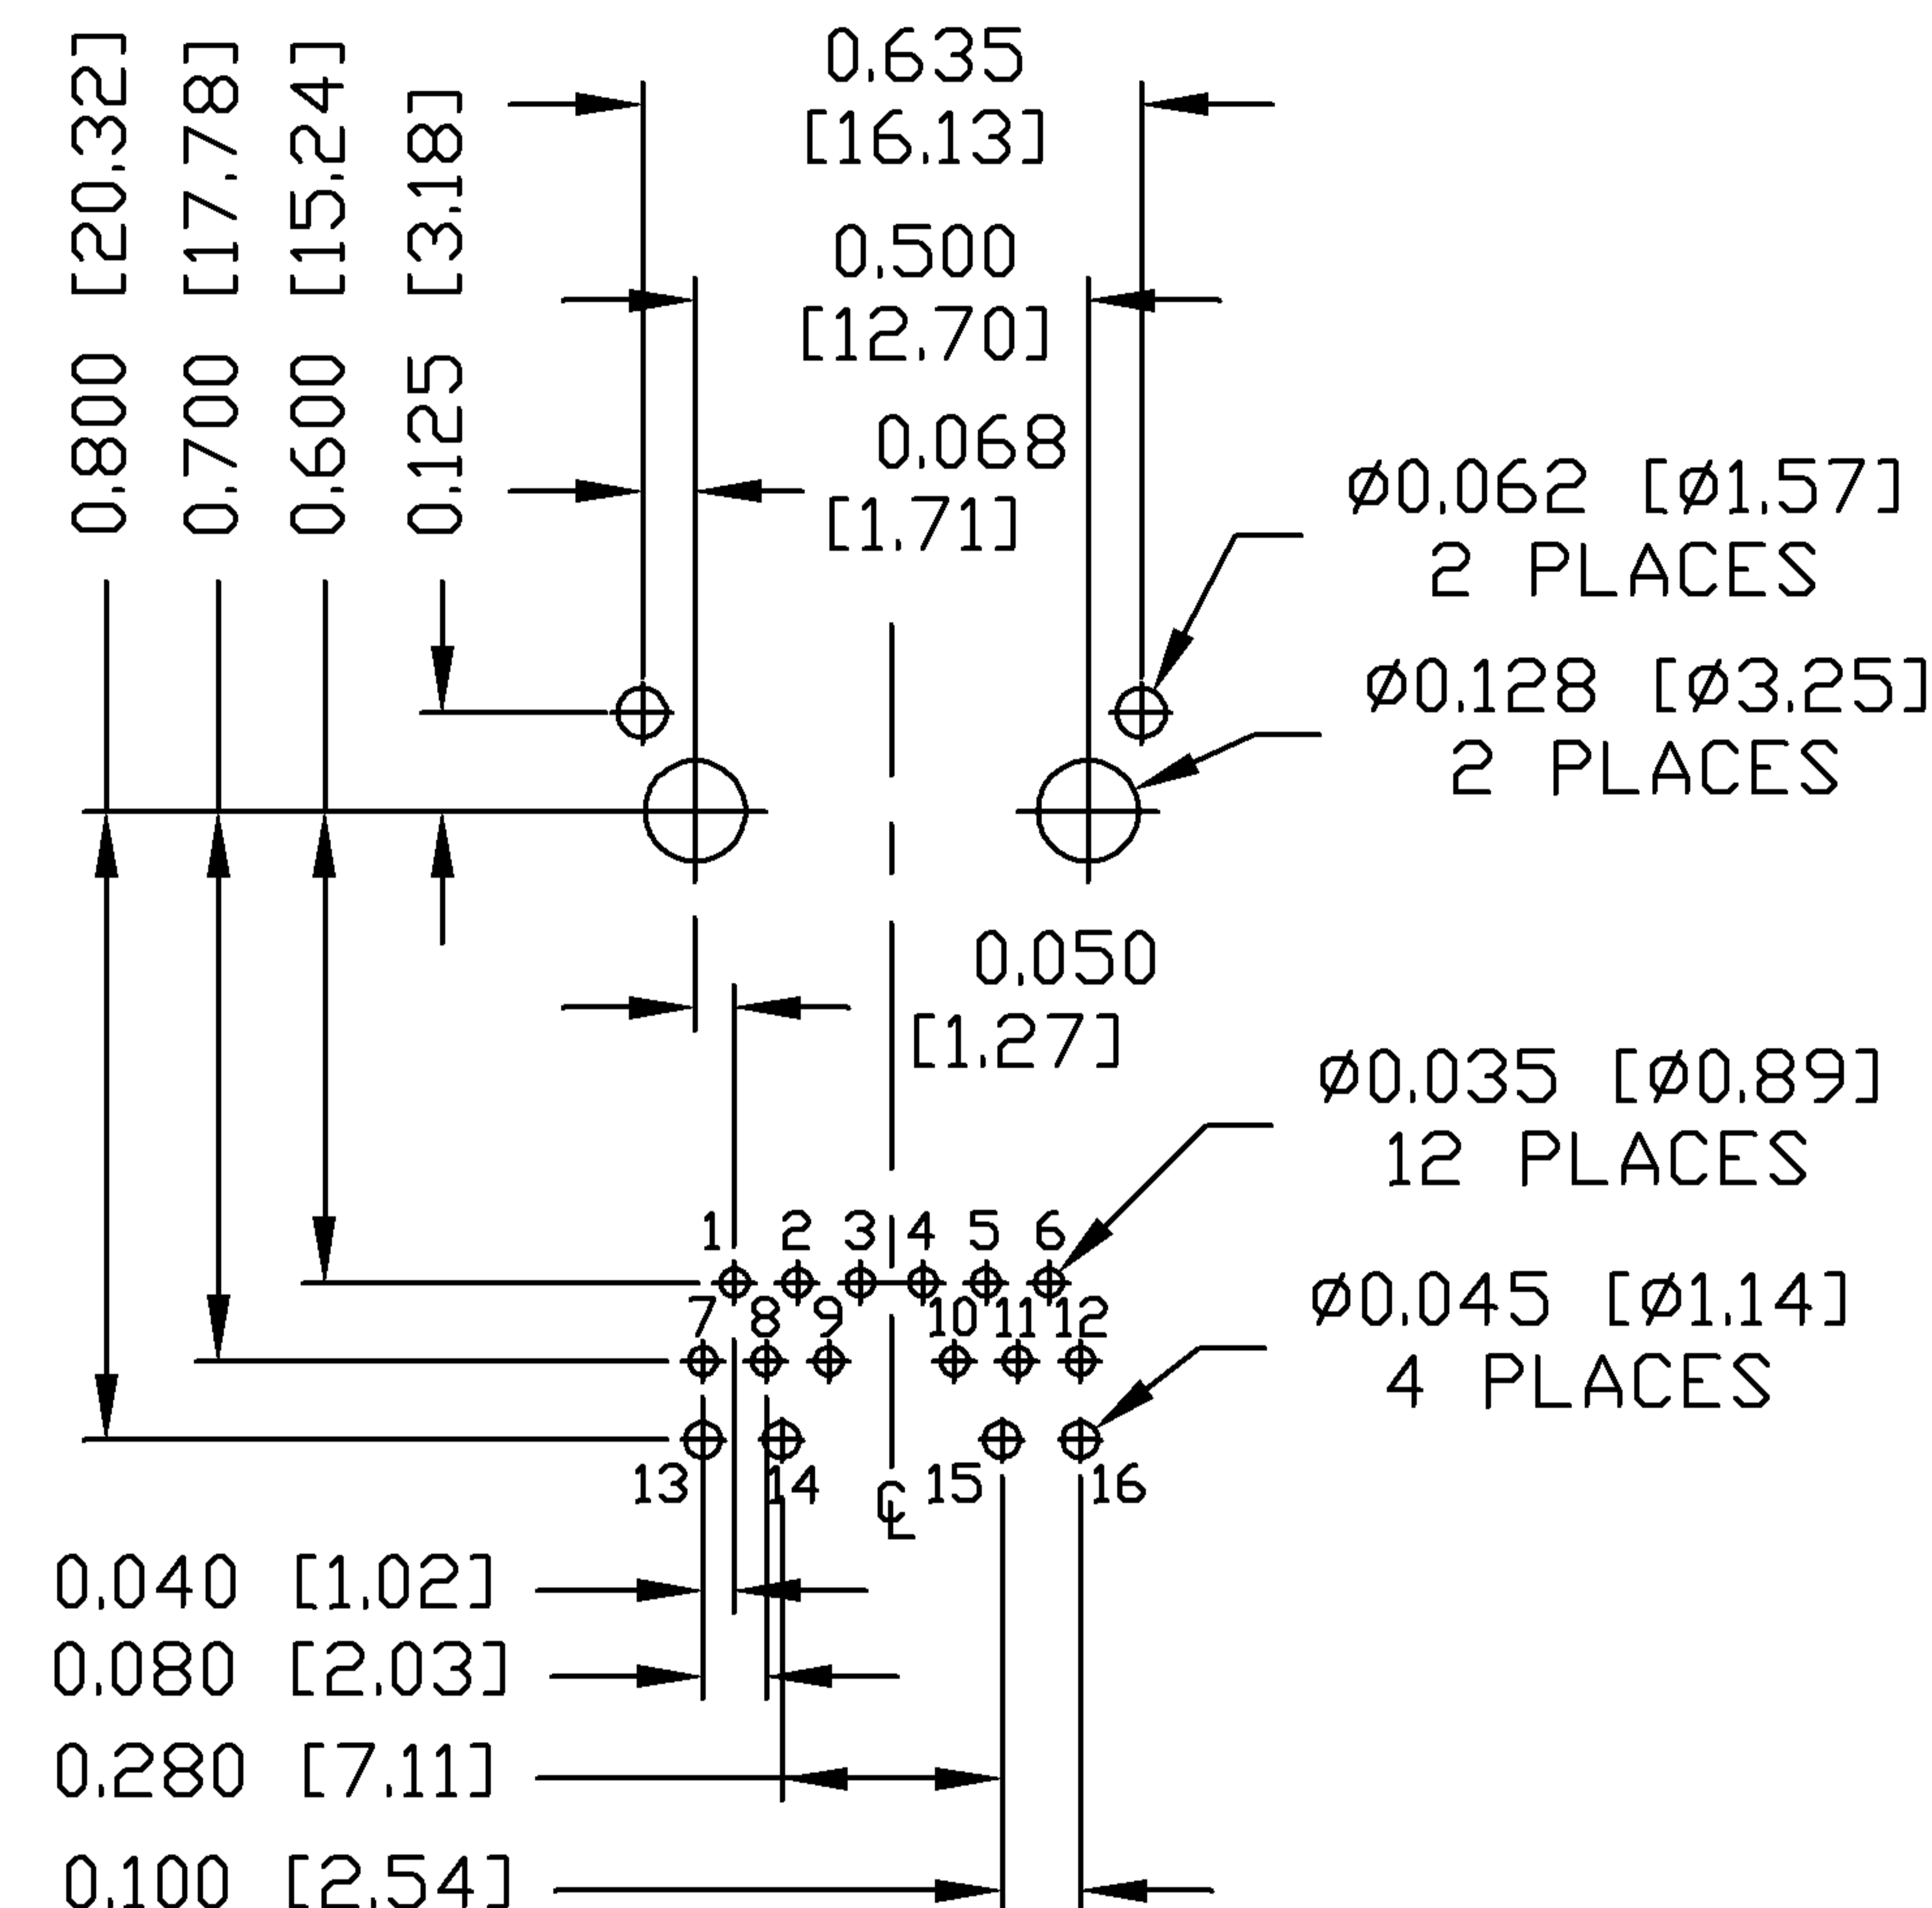 0.800 [20.32]
0.700 [17.78]
0.600 [15.24]
0.125 [3.18]
0.635
[16.13]
0.500
[12.70]
0.068
[1.71]
Ø0.062 [Ø1.57]
2 PLACES
Ø0.128 [Ø3.25]
2 PLACES
0.050
[1.27]
Ø0.035 [Ø0.89]
12 PLACES
1 2 3 4 5 6
7 8 9 10 11 12
Ø0.045 [Ø1.14]
4 PLACES
13 14 ℄ 15 16
0.040 [1.02]
0.080 [2.03]
0.280 [7.11]
0.100 [2.54]